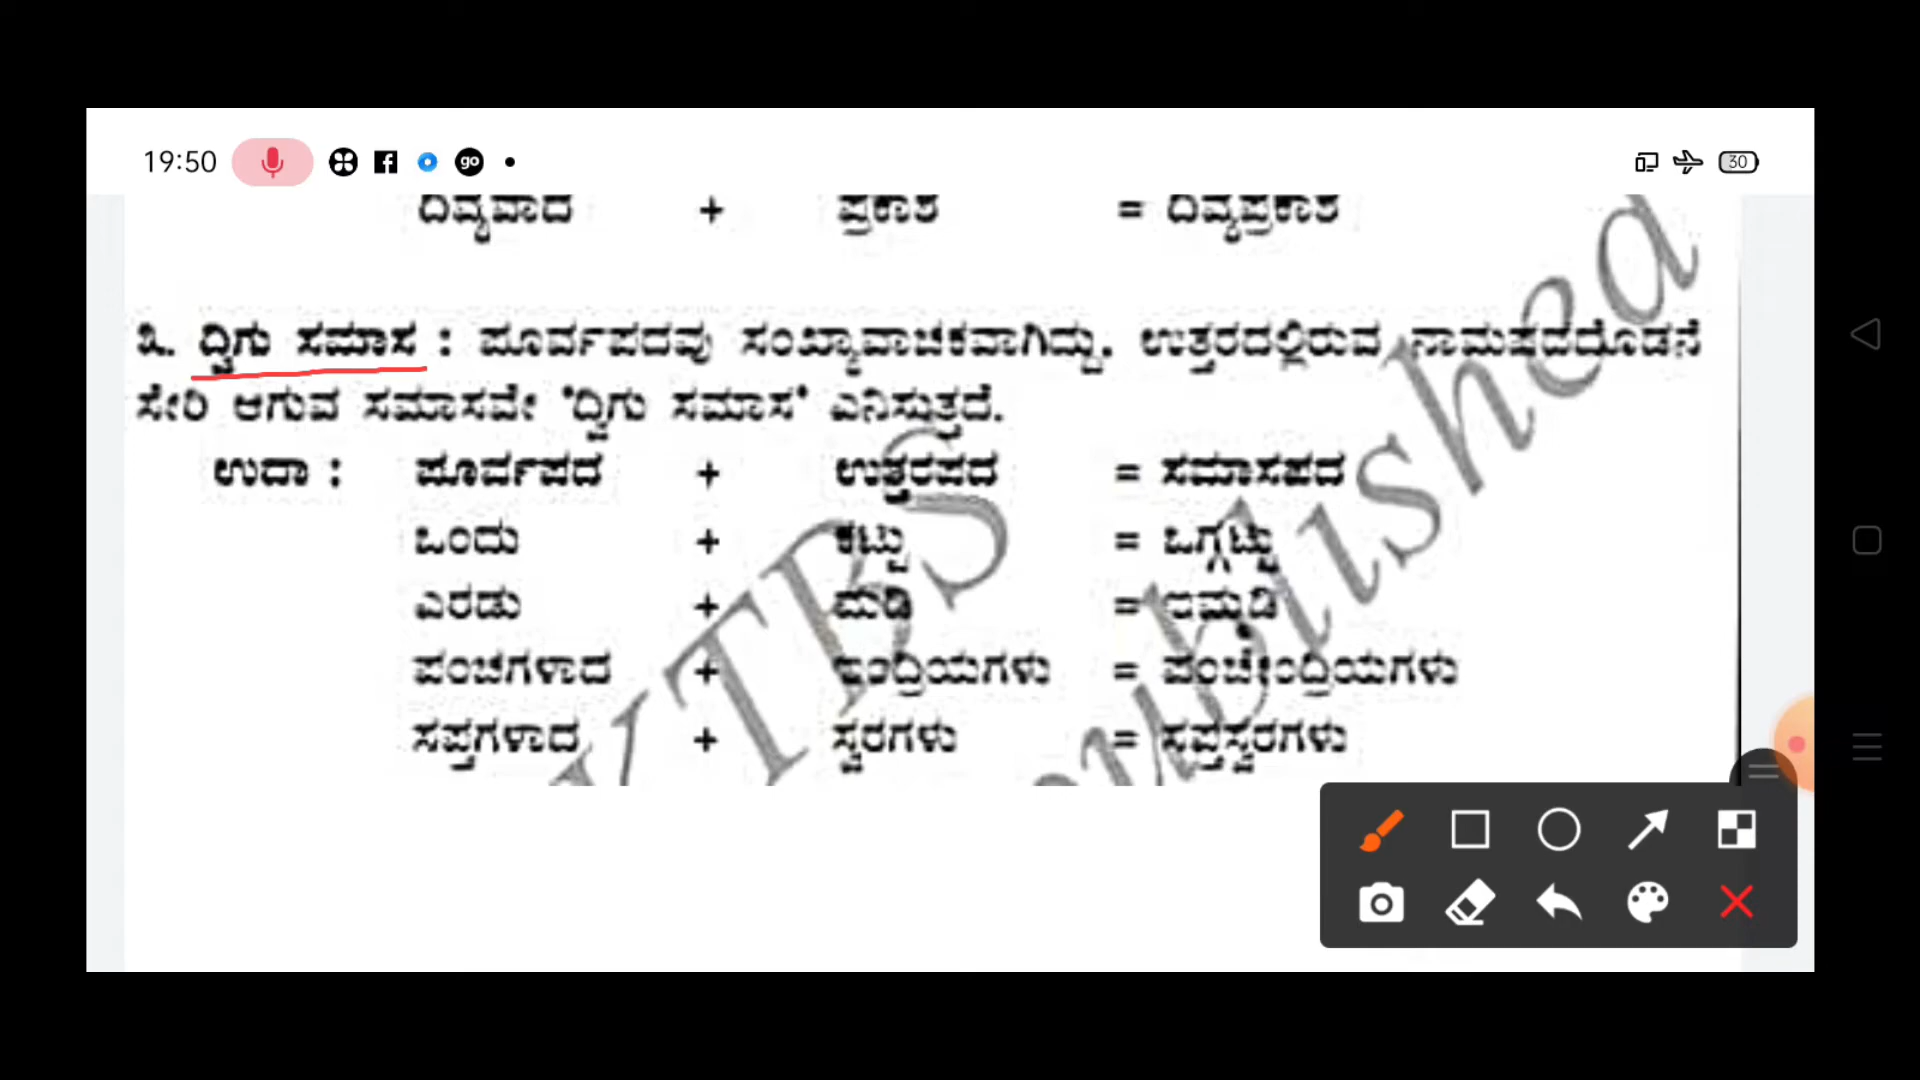 19:50 go 30
ದಿವ್ಯವಾದ + ಪ್ರಕಾಶ = ದಿವ್ಯಪ್ರಕಾಶ
೩. ದ್ವಿಗು ಸಮಾಸ : ಪೂರ್ವಪದವು ಸಂಖ್ಯಾವಾಚಕವಾಗಿದ್ದು. ಉತ್ತರದಲ್ಲಿರುವ ನಾಮಪದದೊಡನೆ
ಸೇರಿ ಆಗುವ ಸಮಾಸವೇ 'ದ್ವಿಗು ಸಮಾಸ' ಎನಿಸುತ್ತದೆ.
ಉದಾ : ಪೂರ್ವಪದ + ಉತ್ತರಪದ = ಸಮಾಸಪದ
ಒಂದು + ಕಟ್ಟು = ಒಗ್ಗಟ್ಟು
ಎರಡು + ಮಡಿ = ಇಮ್ಮಡಿ
ಪಂಚಗಳಾದ + ಇಂದ್ರಿಯಗಳು = ಪಂಚೇಂದ್ರಿಯಗಳು
ಸಪ್ತಗಳಾದ + ಸ್ವರಗಳು = ಸಪ್ತಸ್ವರಗಳು